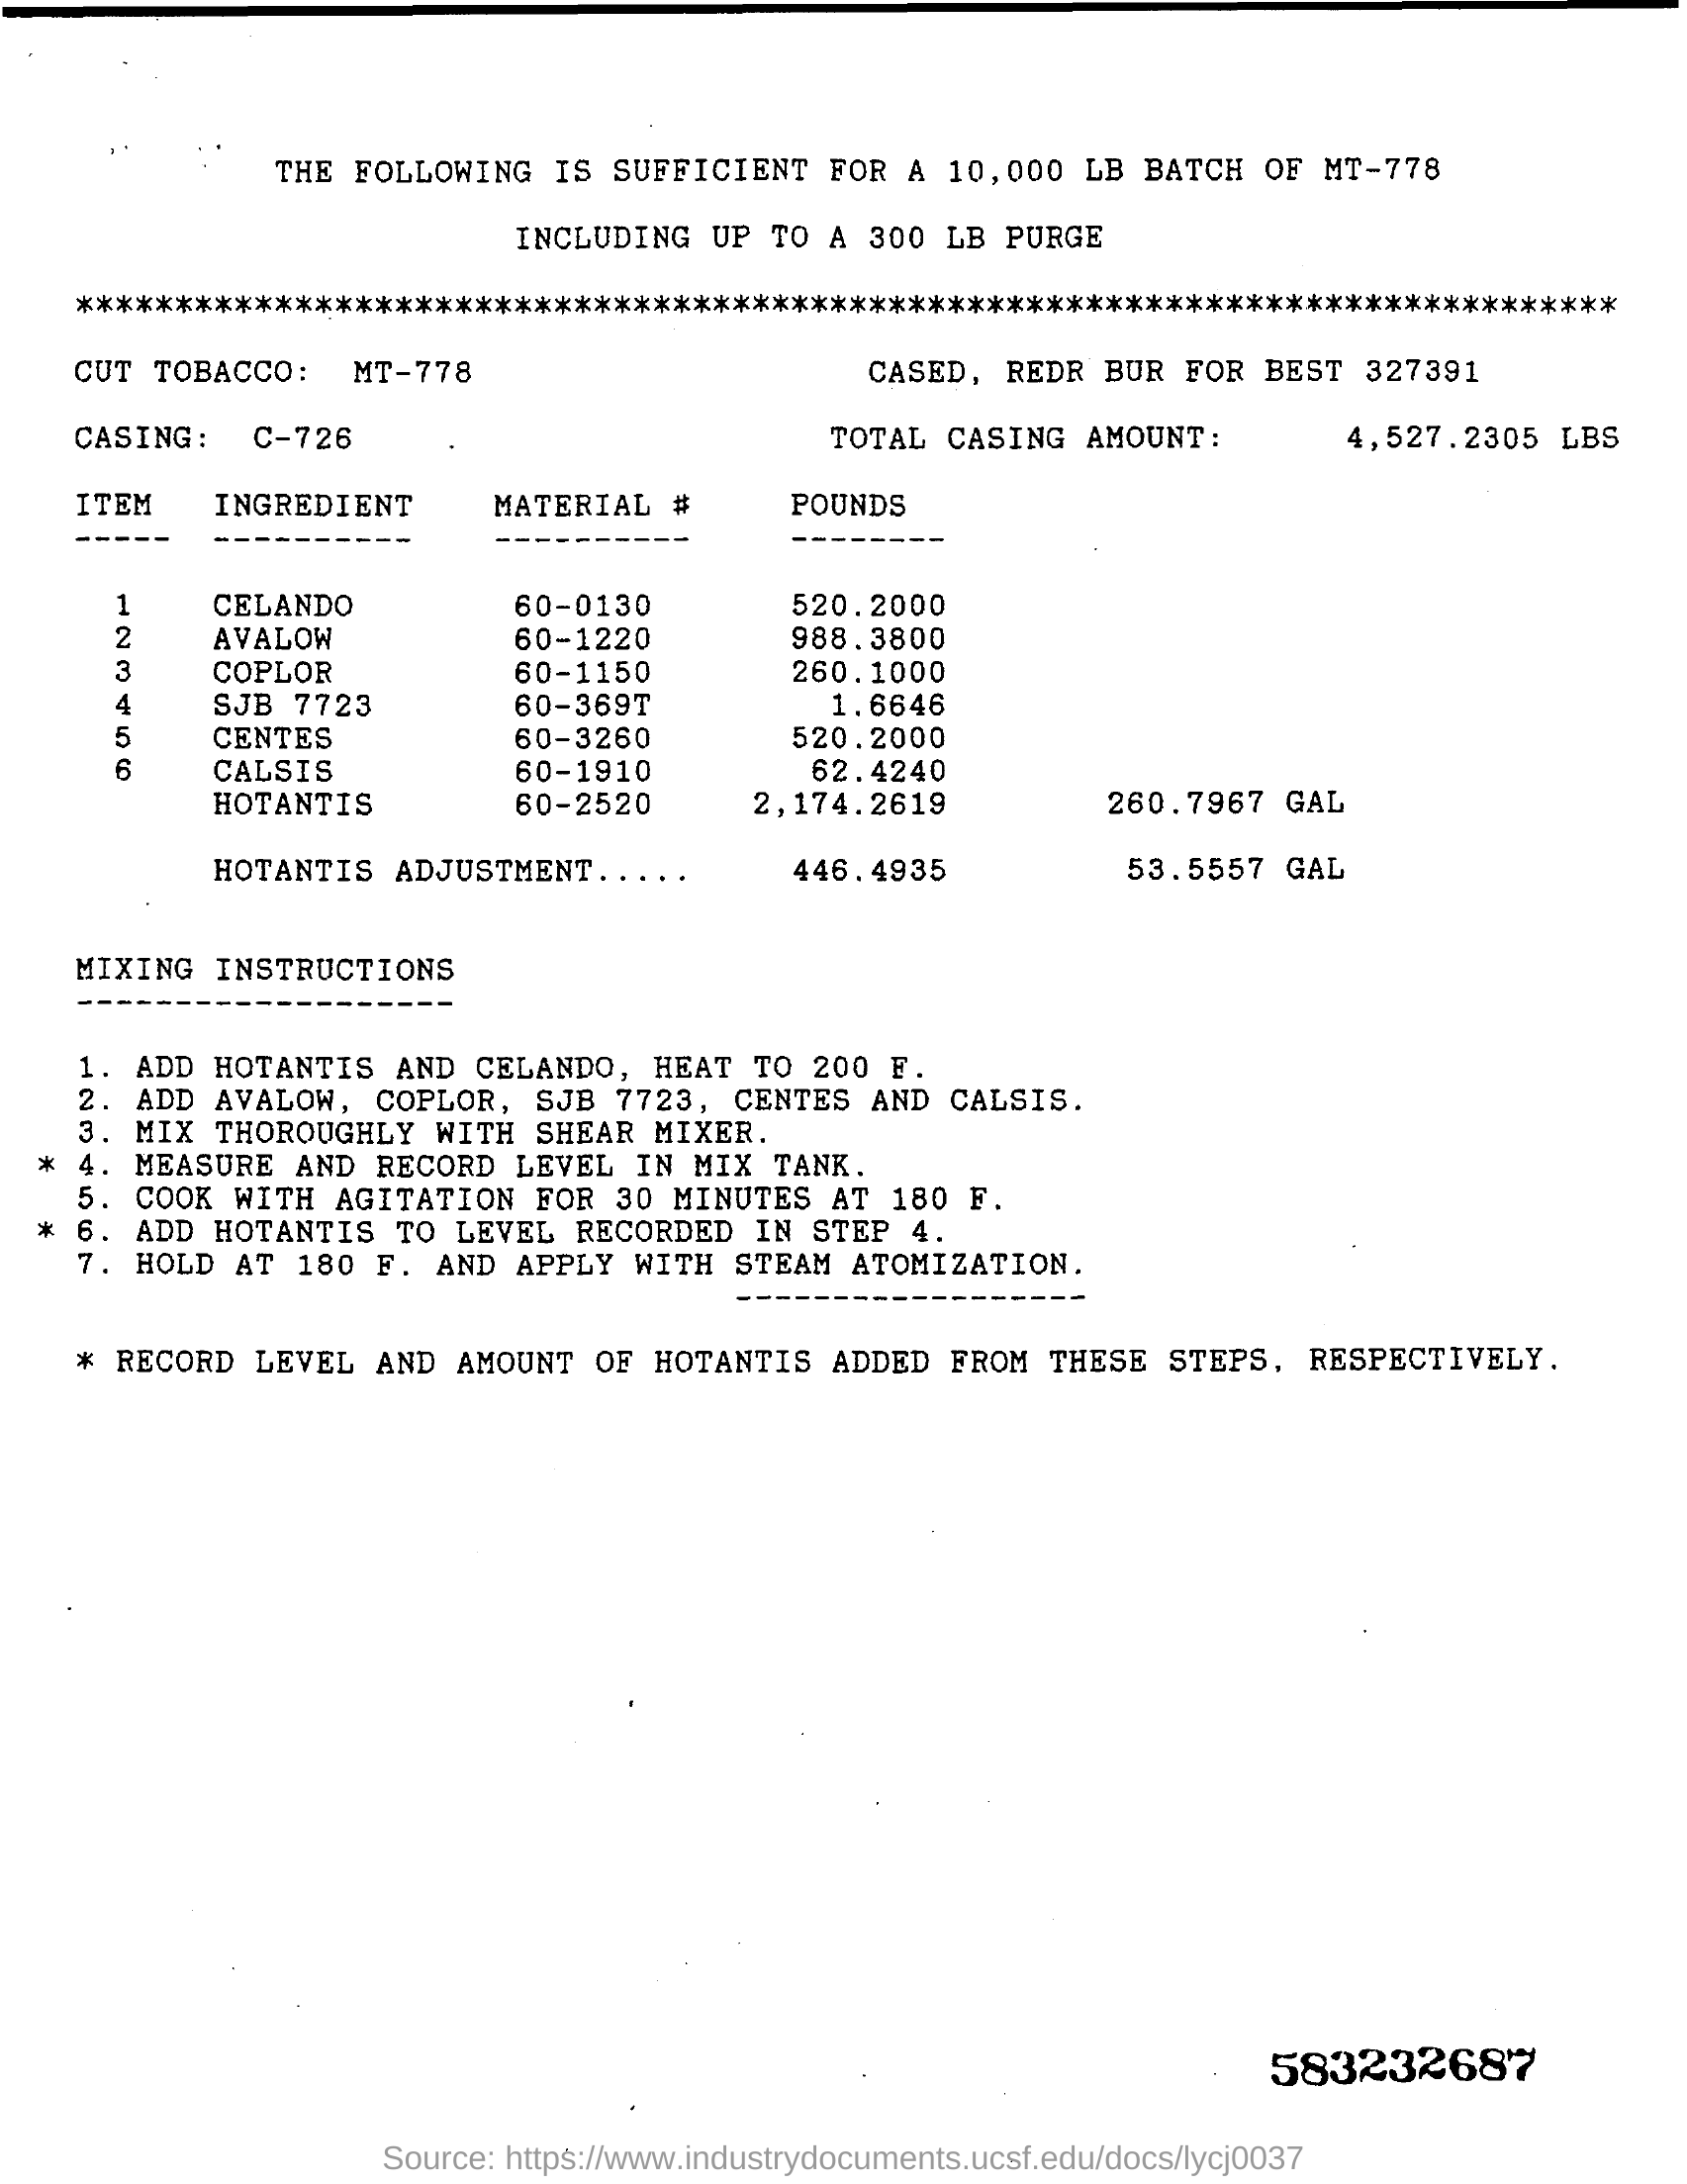 THE FOLLOWING IS SUFFICIENT FOR A 10,000 LB BATCH OF MT-778
INCLUDING UP TO A 300 LB PURGE
******************************************************************************
CUT TOBACCO: MT-778 CASED, REDR BUR FOR BEST 327391
CASING: C-726 TOTAL CASING AMOUNT: 4,527.2305 LBS
ITEM INGREDIENT MATERIAL # POUNDS
----- ---------- ---------- --------
1 CELANDO 60-0130 520.2000
2 AVALOW 60-1220 988.3800
3 COPLOR 60-1150 260.1000
4 SJB 7723 60-369T 1.6646
5 CENTES 60-3260 520.2000
6 CALSIS 60-1910 62.4240
HOTANTIS 60-2520 2,174.2619 260.7967 GAL
HOTANTIS ADJUSTMENT..... 446.4935 53.5557 GAL
MIXING INSTRUCTIONS
-------------------
1. ADD HOTANTIS AND CELANDO, HEAT TO 200 F.
2. ADD AVALOW, COPLOR, SJB 7723, CENTES AND CALSIS.
3. MIX THOROUGHLY WITH SHEAR MIXER.
* 4. MEASURE AND RECORD LEVEL IN MIX TANK.
5. COOK WITH AGITATION FOR 30 MINUTES AT 180 F.
* 6. ADD HOTANTIS TO LEVEL RECORDED IN STEP 4.
7. HOLD AT 180 F. AND APPLY WITH STEAM ATOMIZATION.
------------------
* RECORD LEVEL AND AMOUNT OF HOTANTIS ADDED FROM THESE STEPS, RESPECTIVELY.
583232687
Source: https://www.industrydocuments.ucsf.edu/docs/lycj0037